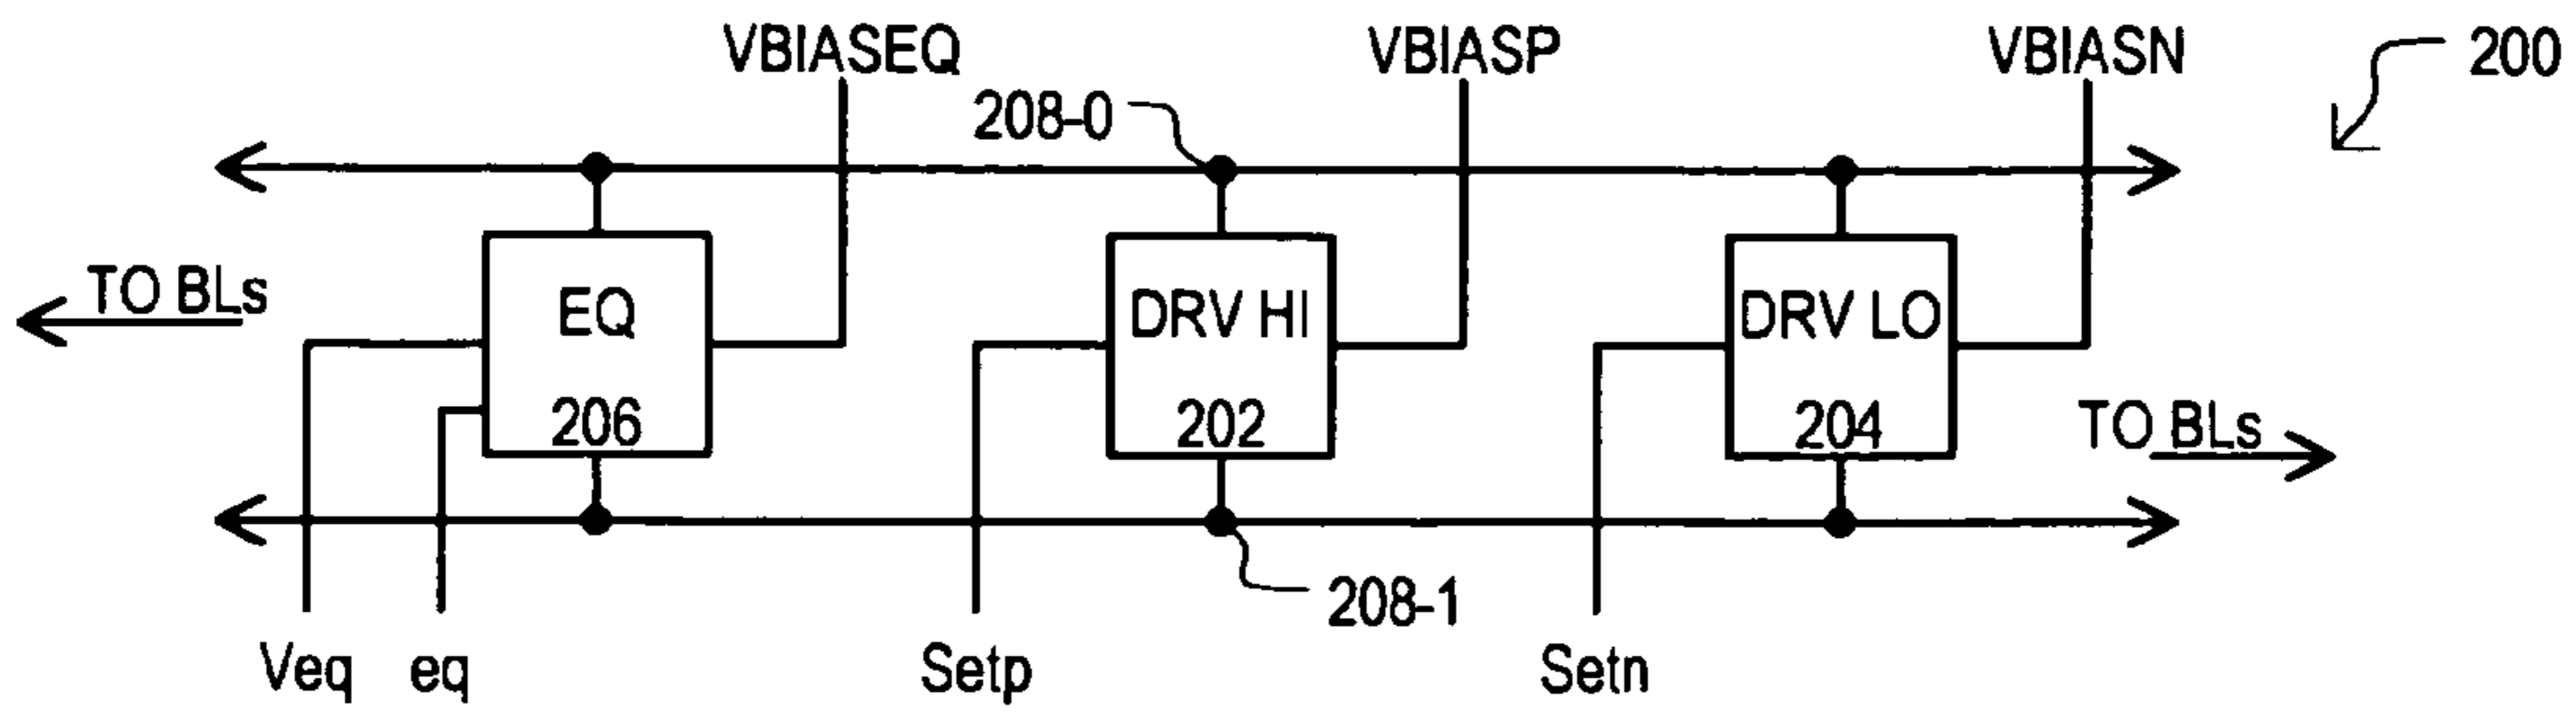 VBIASEQ
VBIASP
VBIASN
200
208-0
TO BLs
EQ
206
DRV HI
202
DRV LO
204
TO BLs
208-1
Veq
eq
Setp
Setn